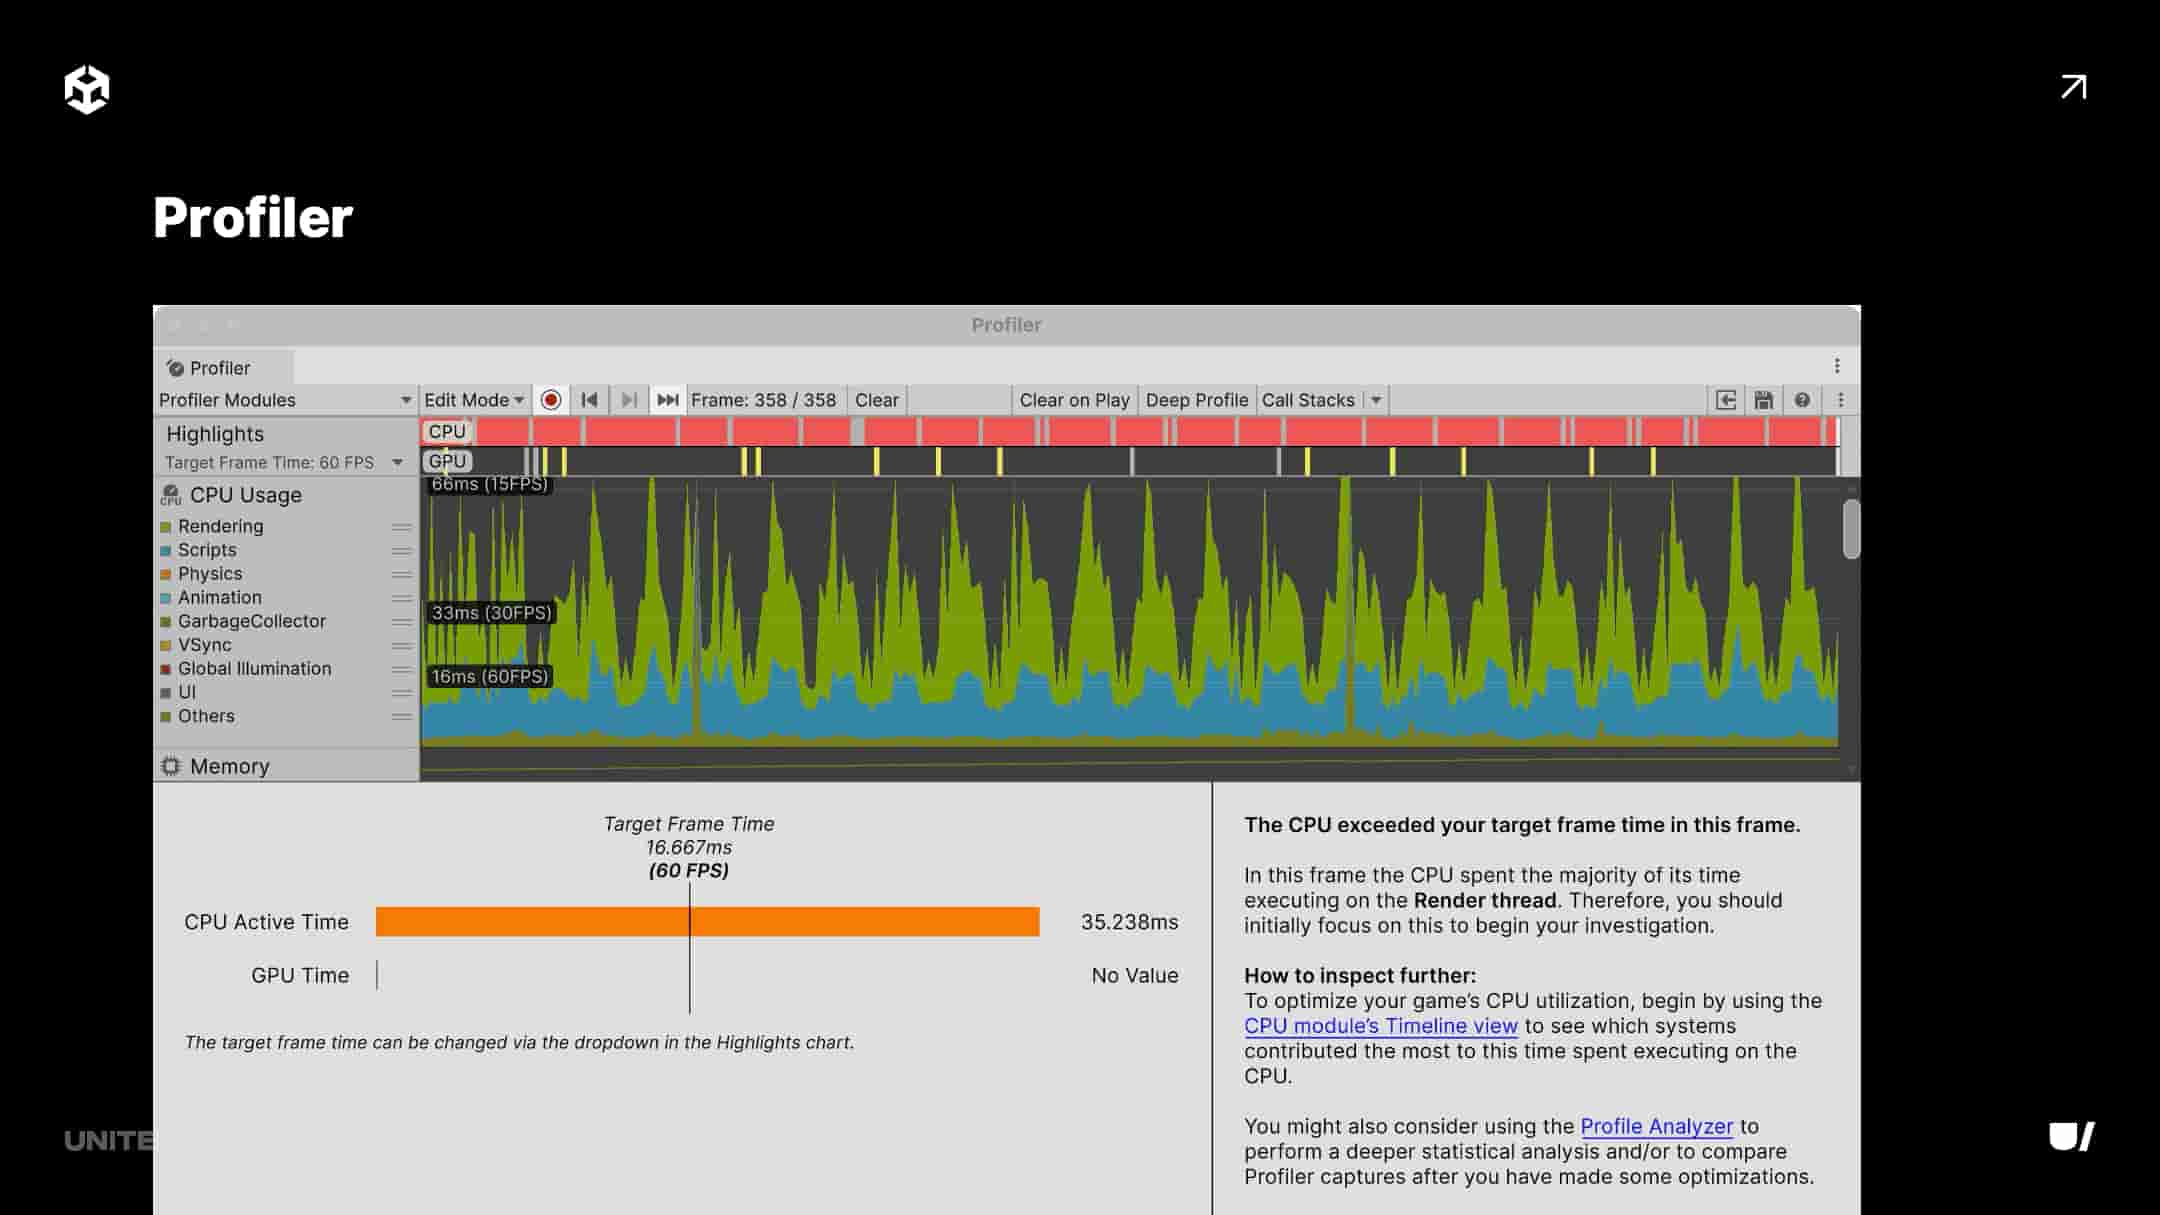 Profiler
Profiler
Profiler
Profiler Modules
Edit Mode
Frame: 358 / 358
Clear
Clear on Play
Deep Profile
Call Stacks
Highlights
CPU
Target Frame Time: 60 FPS
GPU
CPU
CPU Usage
66ms (15FPS)
Rendering
Scripts
Physics
Animation
33ms (30FPS)
GarbageCollector
VSync
Global Illumination
16ms (60FPS)
UI
Others
Memory
Target Frame Time
16.667ms
(60 FPS)
CPU Active Time
35.238ms
GPU Time
No Value
The target frame time can be changed via the dropdown in the Highlights chart.
The CPU exceeded your target frame time in this frame.
In this frame the CPU spent the majority of its time
executing on the Render thread. Therefore, you should
initially focus on this to begin your investigation.
How to inspect further:
To optimize your game's CPU utilization, begin by using the
CPU module's Timeline view to see which systems
contributed the most to this time spent executing on the
CPU.
You might also consider using the Profile Analyzer to
perform a deeper statistical analysis and/or to compare
Profiler captures after you have made some optimizations.
UNITE
U/